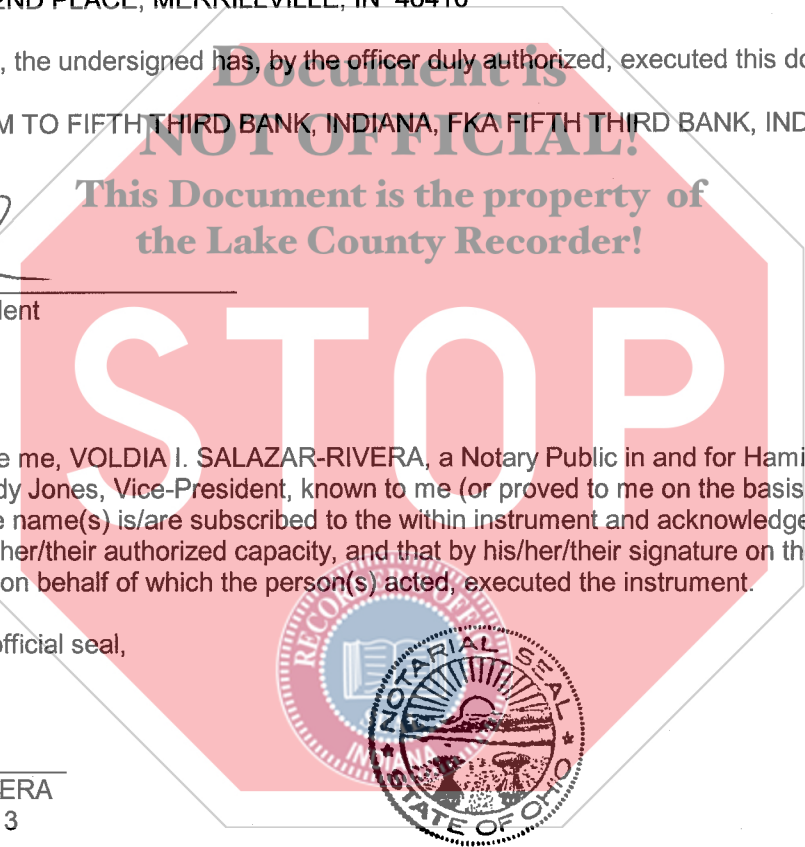 2ND PLACE, MERRILLVILLE, IN 46410
, the undersigned has, by the officer duly authorized, executed this do
Document is
M TO FIFTH THIRD BANK, INDIANA, FKA FIFTH THIRD BANK, IND
NOT OFFICIAL!
This Document is the property of
the Lake County Recorder!
dent
STOP
e me, VOLDIA I. SALAZAR-RIVERA, a Notary Public in and for Hami
dy Jones, Vice-President, known to me (or proved to me on the basis
e name(s) is/are subscribed to the within instrument and acknowledge
her/their authorized capacity, and that by his/her/their signature on th
on behalf of which the person(s) acted, executed the instrument.
official seal,
NOTARIAL SEAL
STATE OF OHIO
INDIANA
ERA
3